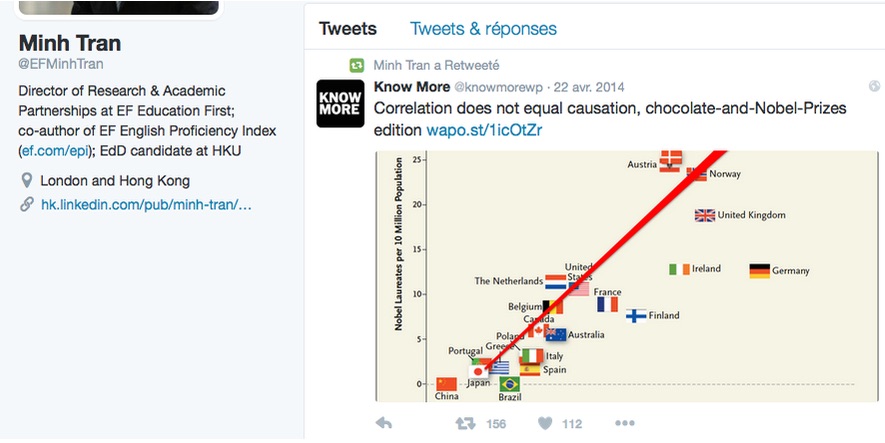 Minh Tran
@EFMinhTran
Director of Research & Academic
Partnerships at EF Education First;
co-author of EF English Proficiency Index
(ef.com/epi); EdD candidate at HKU
London and Hong Kong
hk.linkedin.com/pub/minh-tran/...
Tweets Tweets & réponses
Minh Tran a Retweeté
KNOW
MORE
Know More @knowmorewp · 22 avr. 2014
Correlation does not equal causation, chocolate-and-Nobel-Prizes
edition wapo.st/1icOtZr
Nobel Laureates per 10 Million Population
25
20
15
10
5
0
Austria
Norway
United Kingdom
Ireland
Germany
The Netherlands
United
States
France
Belgium
Finland
Canada
Australia
Poland
Greece
Portugal
Italy
Spain
Japan
China
Brazil
156
112